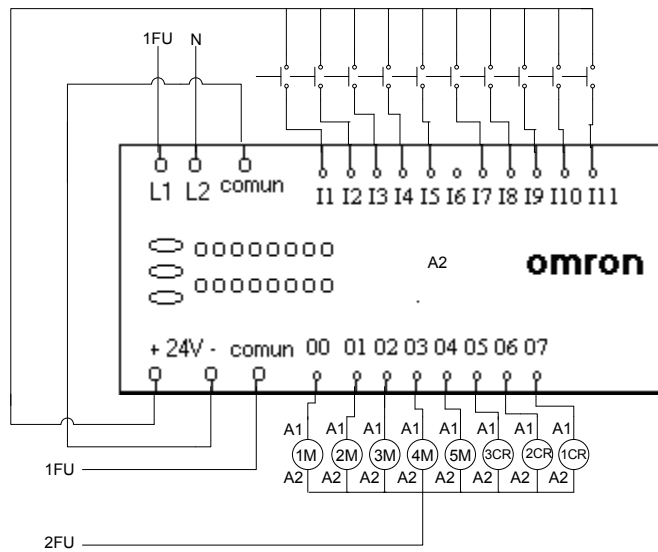 1FU N
L1 L2 comun I1 I2 I3 I4 I5 I6 I7 I8 I9 I10 I11
A2 omron
+ 24V - comun 00 01 02 03 04 05 06 07
A1 A1 A1 A1 A1 A1 A1 A1
1M 2M 3M 4M 5M 3CR 2CR 1CR
A2 A2 A2 A2 A2 A2 A2 A2
1FU
2FU